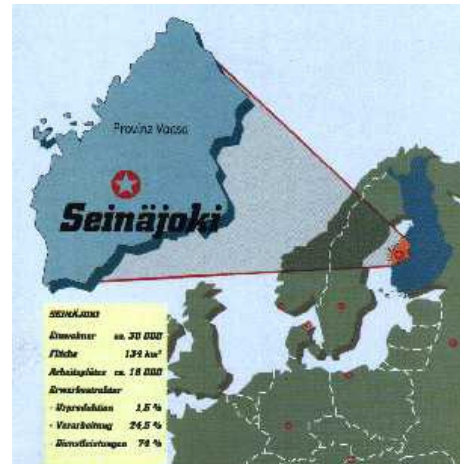 Provinz Vaasa
Seinäjoki
SEINÄJOKI
Einwohner ca. 30 000
Fläche 134 km²
Arbeitsplätze ca. 16 000
Erwerbsstruktur
- Urproduktion 1,5 %
- Verarbeitung 24,5 %
- Dienstleistungen 74 %